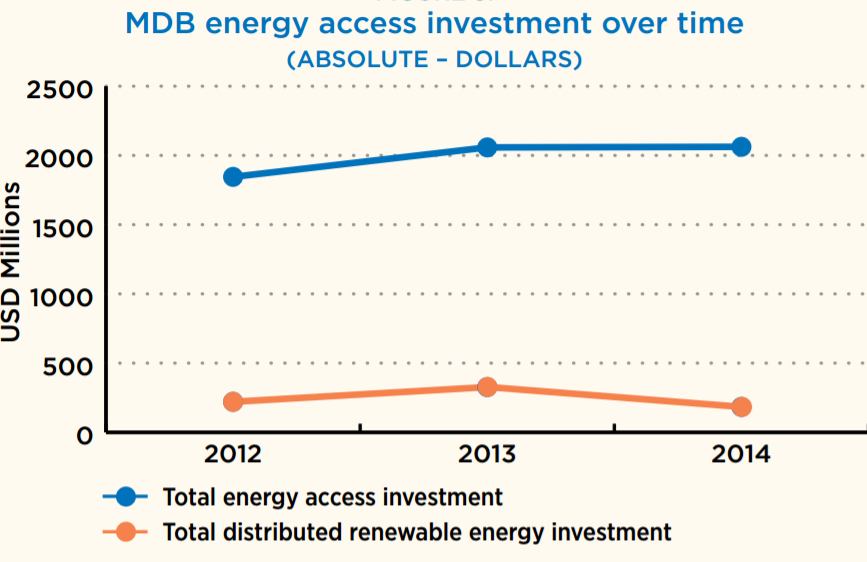 MDB energy access investment over time
(ABSOLUTE – DOLLARS)
2500
2000
1500
1000
500
0
USD Millions
2012 2013 2014
Total energy access investment
Total distributed renewable energy investment